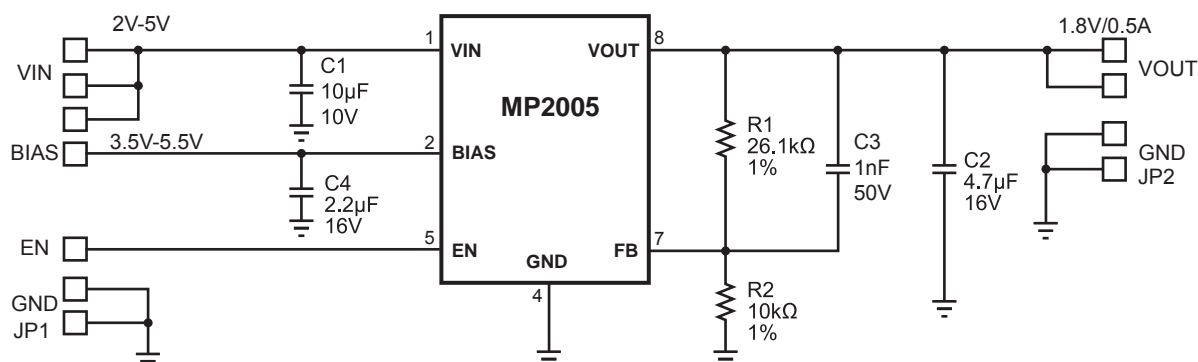 2V-5V
VIN
C1
10µF
10V
BIAS
3.5V-5.5V
C4
2.2µF
16V
EN
GND
JP1
1
VIN
VOUT
8
MP2005
2
BIAS
5
EN
GND
4
FB
7
R1
26.1kΩ
1%
C3
1nF
50V
R2
10kΩ
1%
C2
4.7µF
16V
1.8V/0.5A
VOUT
GND
JP2